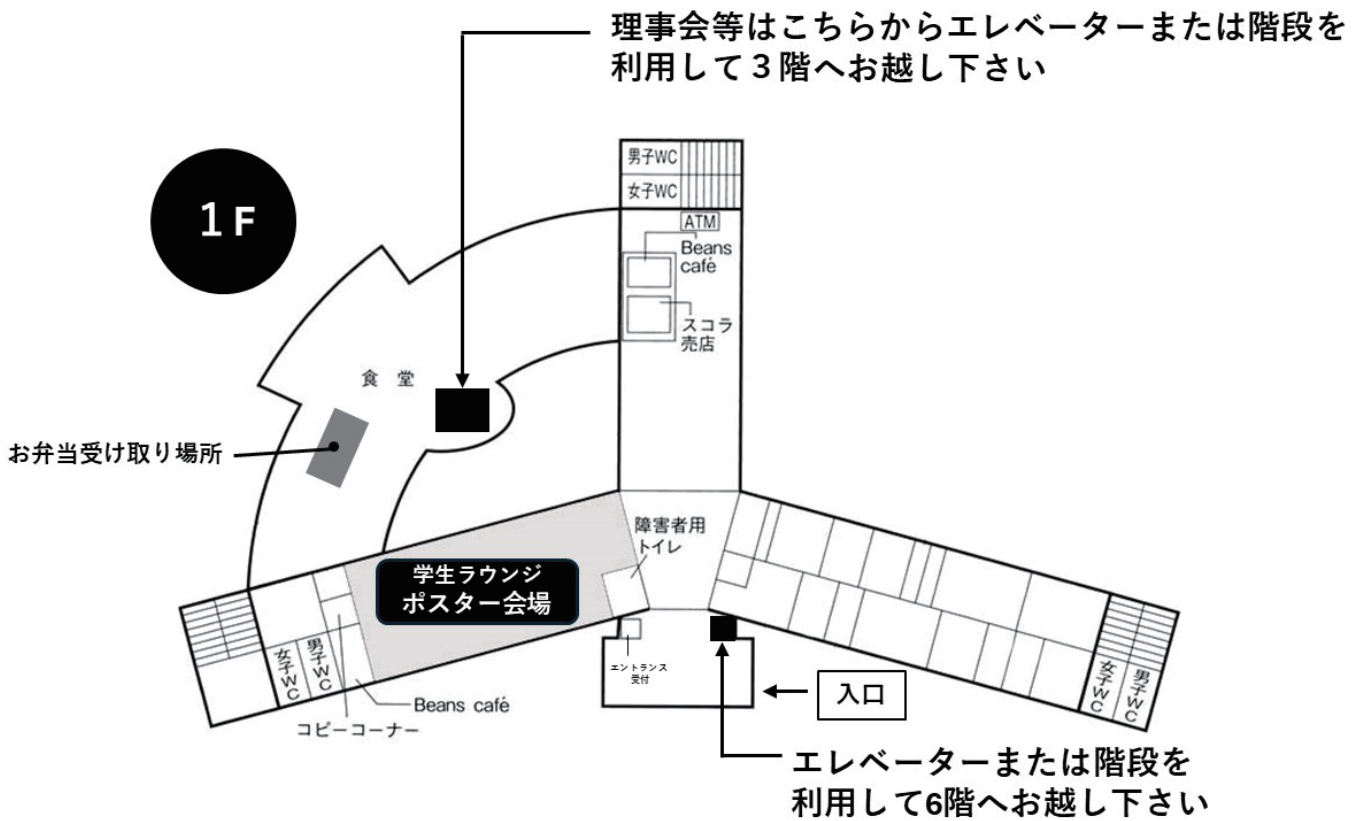 理事会等はこちらからエレベーターまたは階段を
利用して３階へお越し下さい
1F
男子WC
女子WC
ATM
Beans
café
スコラ
売店
食 堂
お弁当受け取り場所
障害者用
トイレ
学生ラウンジ
ポスター会場
女子WC
男子WC
エントランス
受付
入口
女子WC
男子WC
Beans café
コピーコーナー
エレベーターまたは階段を
利用して6階へお越し下さい